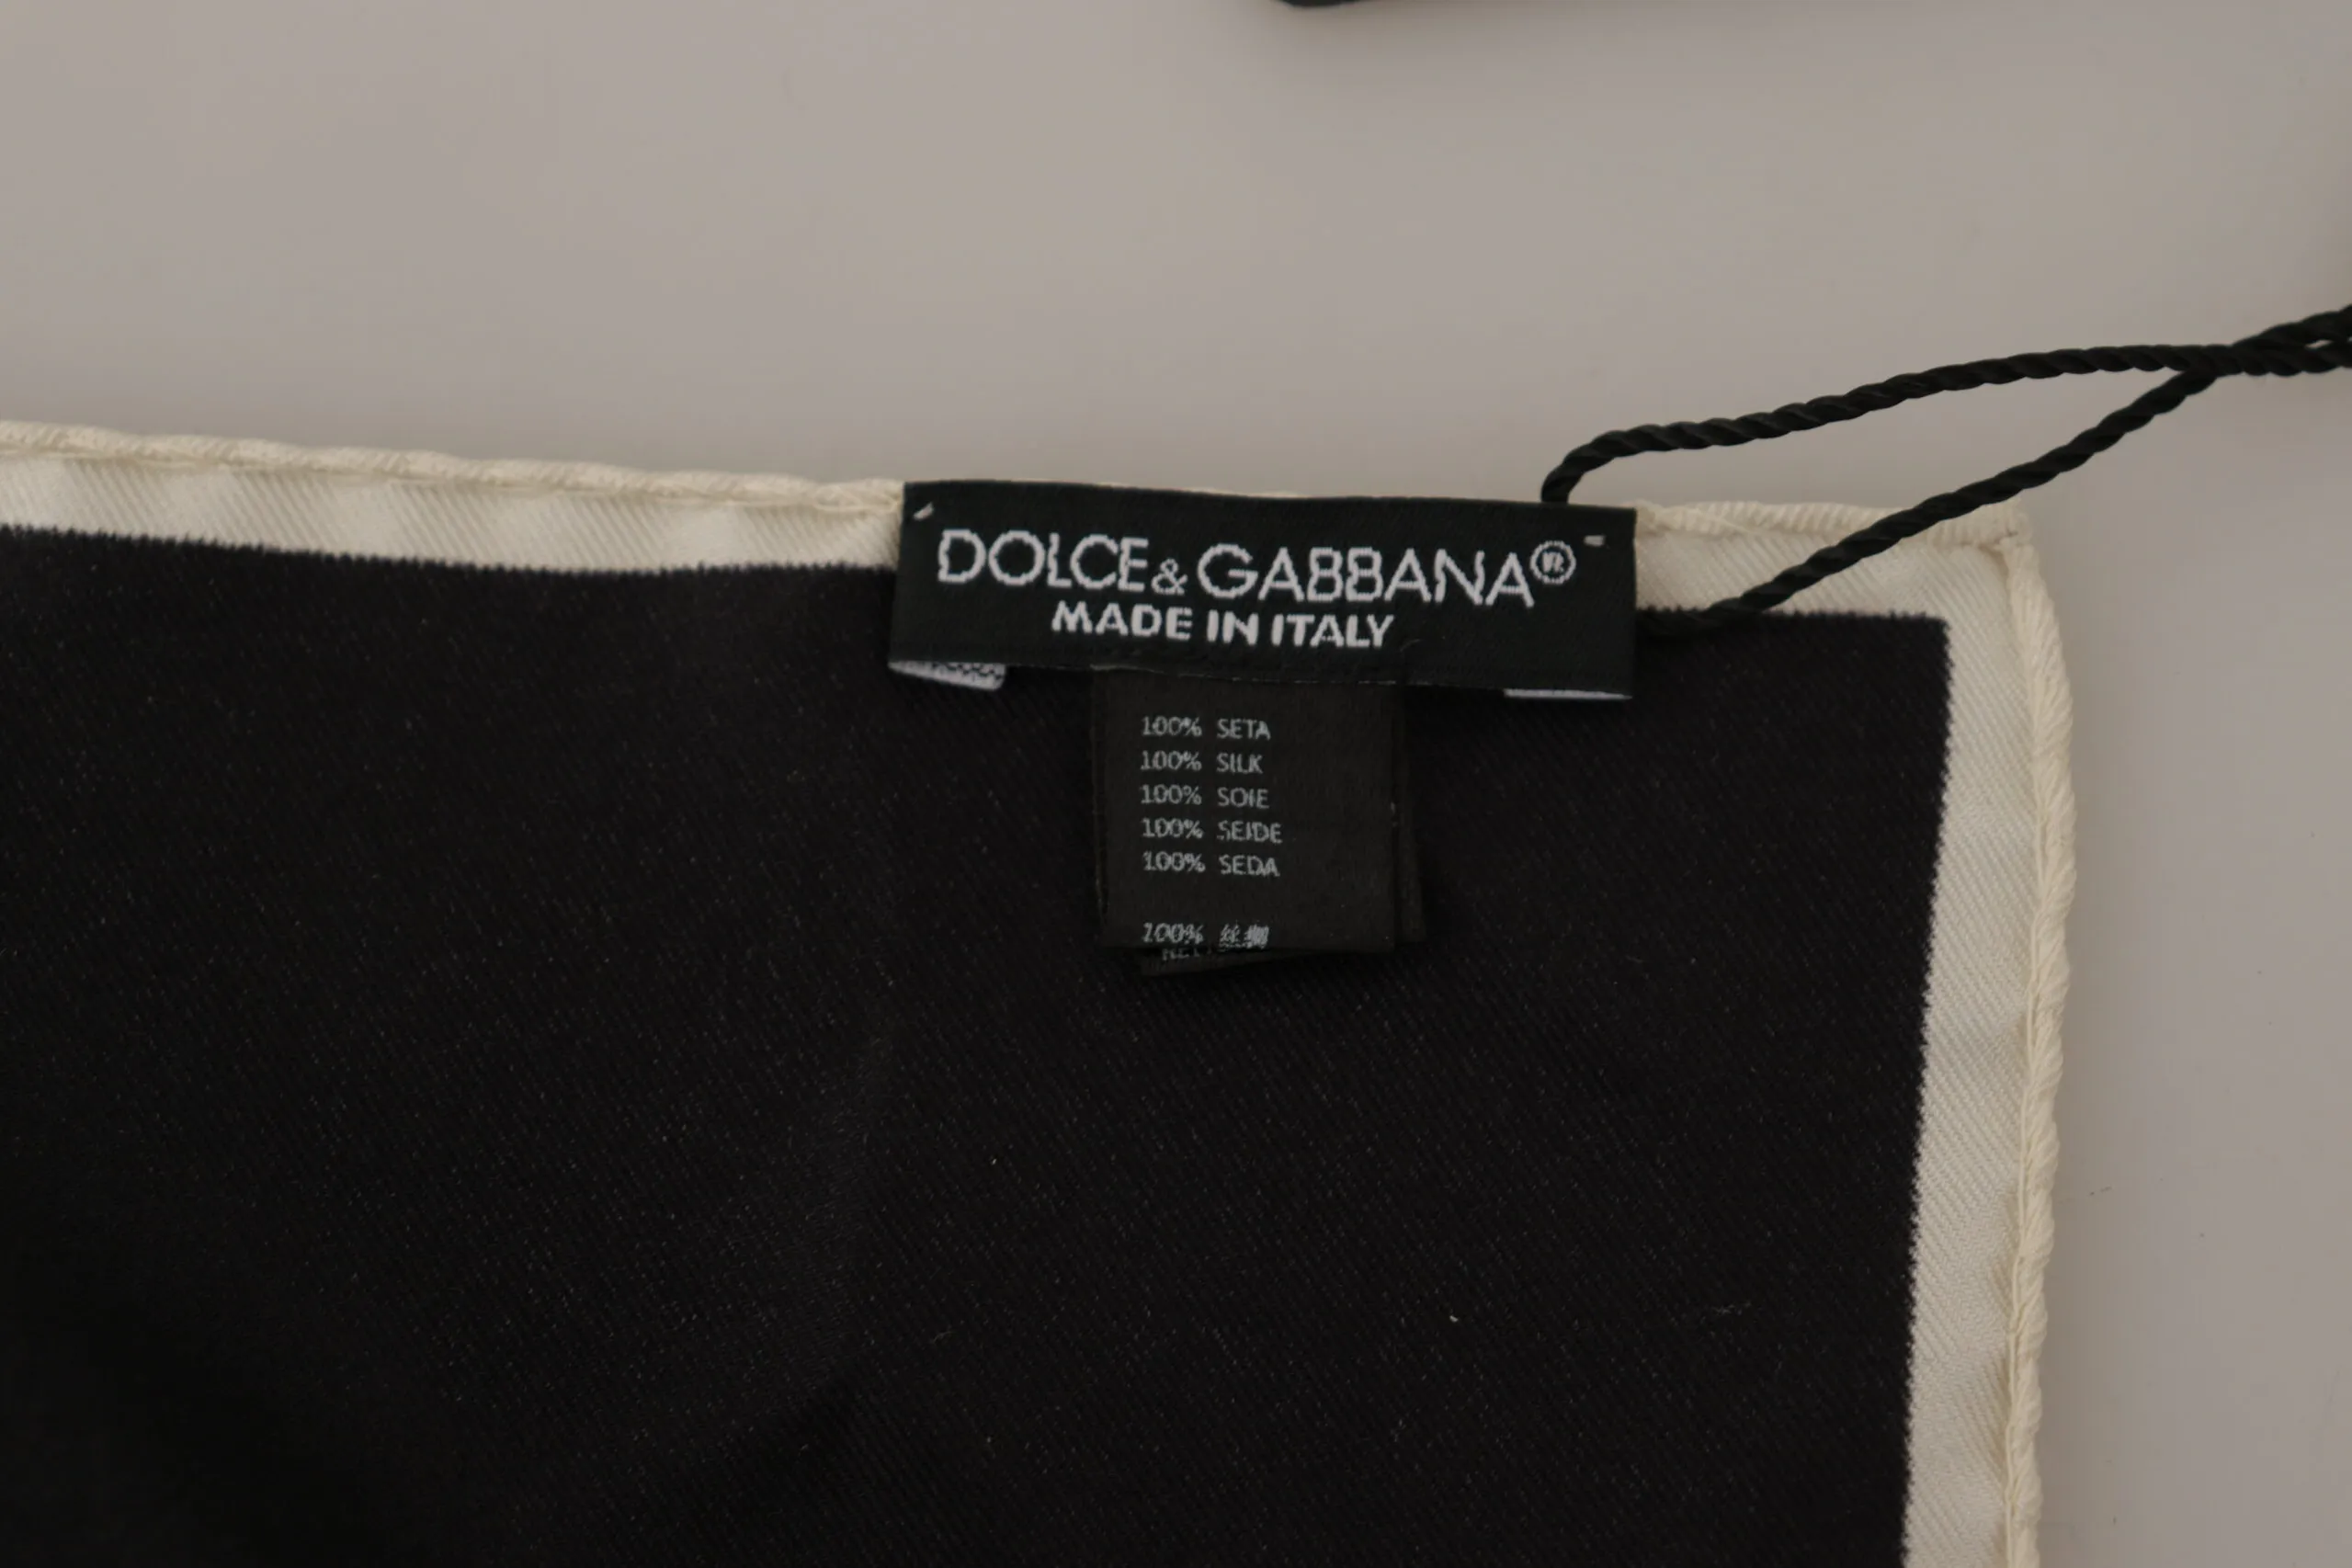 DOLCE & GABBANA®
MADE IN ITALY
100% SETA
100% SILK
100% SOIE
100% SEIDE
100% SEDA
100% 丝绸